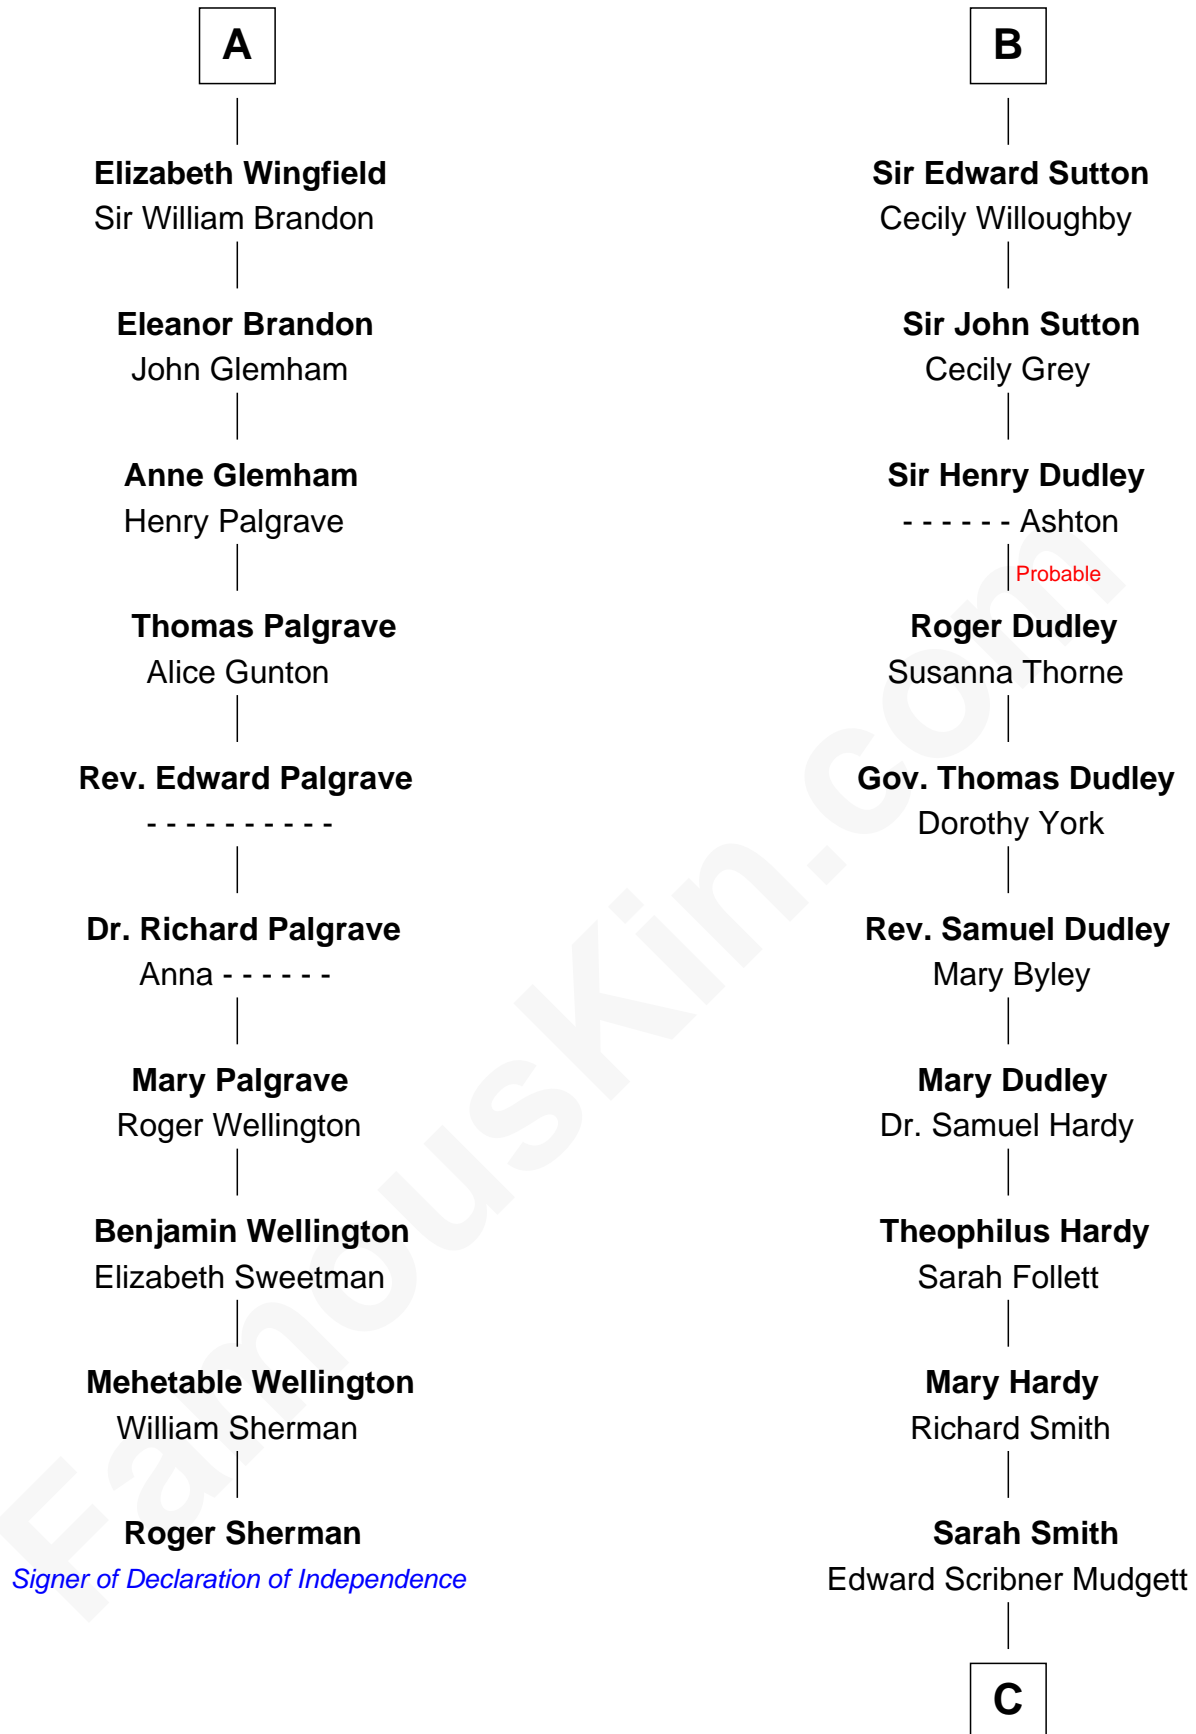 A
Elizabeth Wingfield
Sir William Brandon
Eleanor Brandon
John Glemham
Anne Glemham
Henry Palgrave
Thomas Palgrave
Alice Gunton
Rev. Edward Palgrave
- - - - - - - - - -
Dr. Richard Palgrave
Anna - - - - - -
Mary Palgrave
Roger Wellington
Benjamin Wellington
Elizabeth Sweetman
Mehetable Wellington
William Sherman
Roger Sherman
Signer of Declaration of Independence
B
Sir Edward Sutton
Cecily Willoughby
Sir John Sutton
Cecily Grey
Sir Henry Dudley
- - - - - - Ashton
Probable
Roger Dudley
Susanna Thorne
Gov. Thomas Dudley
Dorothy York
Rev. Samuel Dudley
Mary Byley
Mary Dudley
Dr. Samuel Hardy
Theophilus Hardy
Sarah Follett
Mary Hardy
Richard Smith
Sarah Smith
Edward Scribner Mudgett
C
FamousKin.com